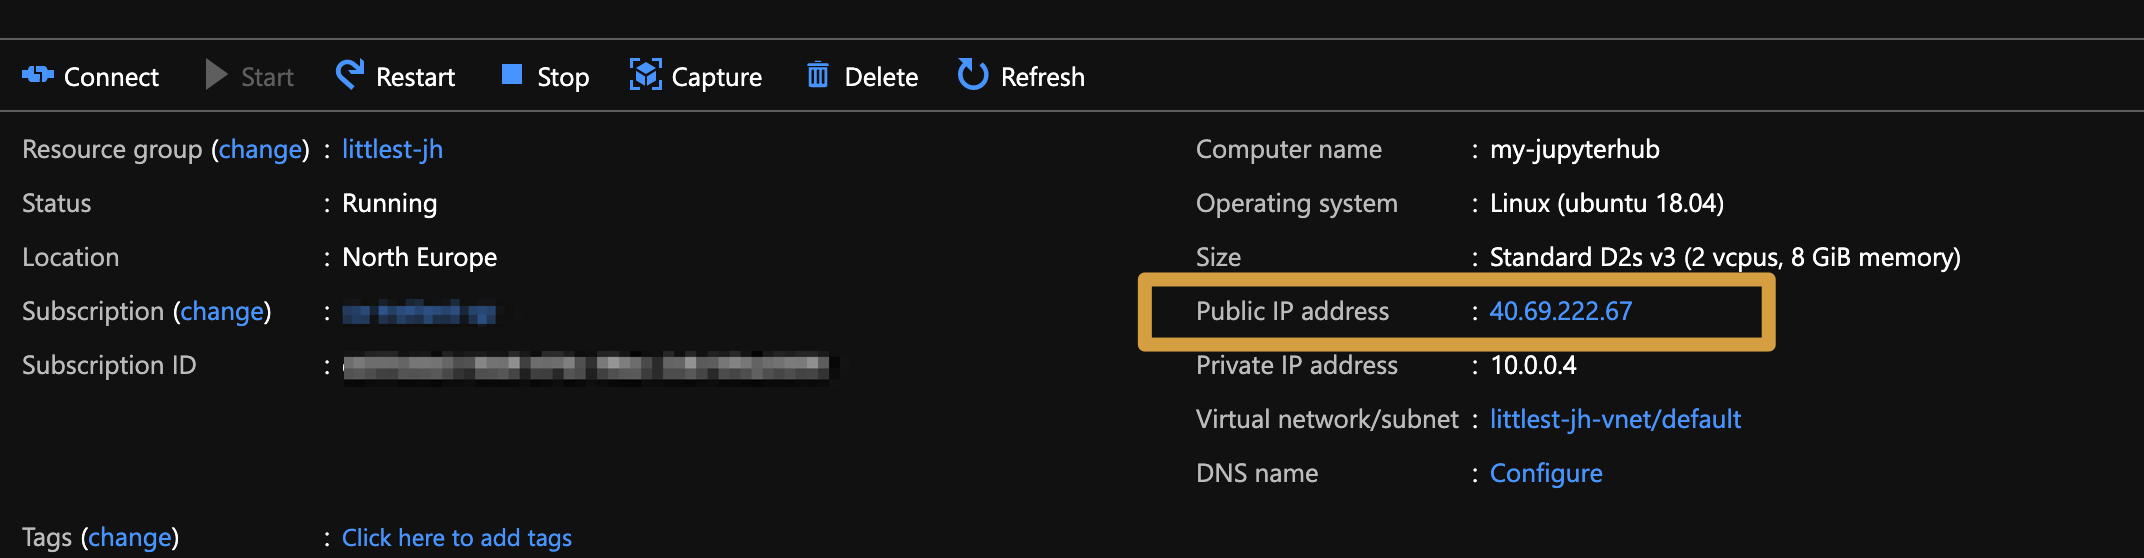 Connect Start Restart Stop Capture Delete Refresh
Resource group (change) : littlest-jh
Status : Running
Location : North Europe
Subscription (change) :
Subscription ID :
Tags (change) : Click here to add tags
Computer name : my-jupyterhub
Operating system : Linux (ubuntu 18.04)
Size : Standard D2s v3 (2 vcpus, 8 GiB memory)
Public IP address : 40.69.222.67
Private IP address : 10.0.0.4
Virtual network/subnet : littlest-jh-vnet/default
DNS name : Configure